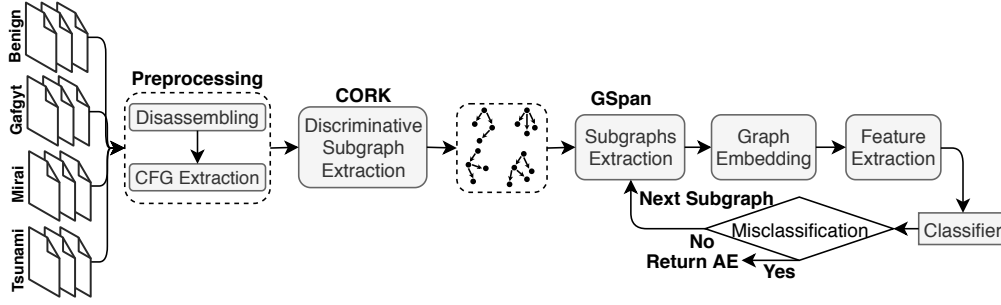 Benign
Gafgyt
Mirai
Tsunami
Preprocessing
Disassembling
CFG Extraction
CORK
Discriminative
Subgraph
Extraction
GSpan
Subgraphs
Extraction
Graph
Embedding
Feature
Extraction
Classifier
Misclassification
Next Subgraph
No
Return AE
Yes